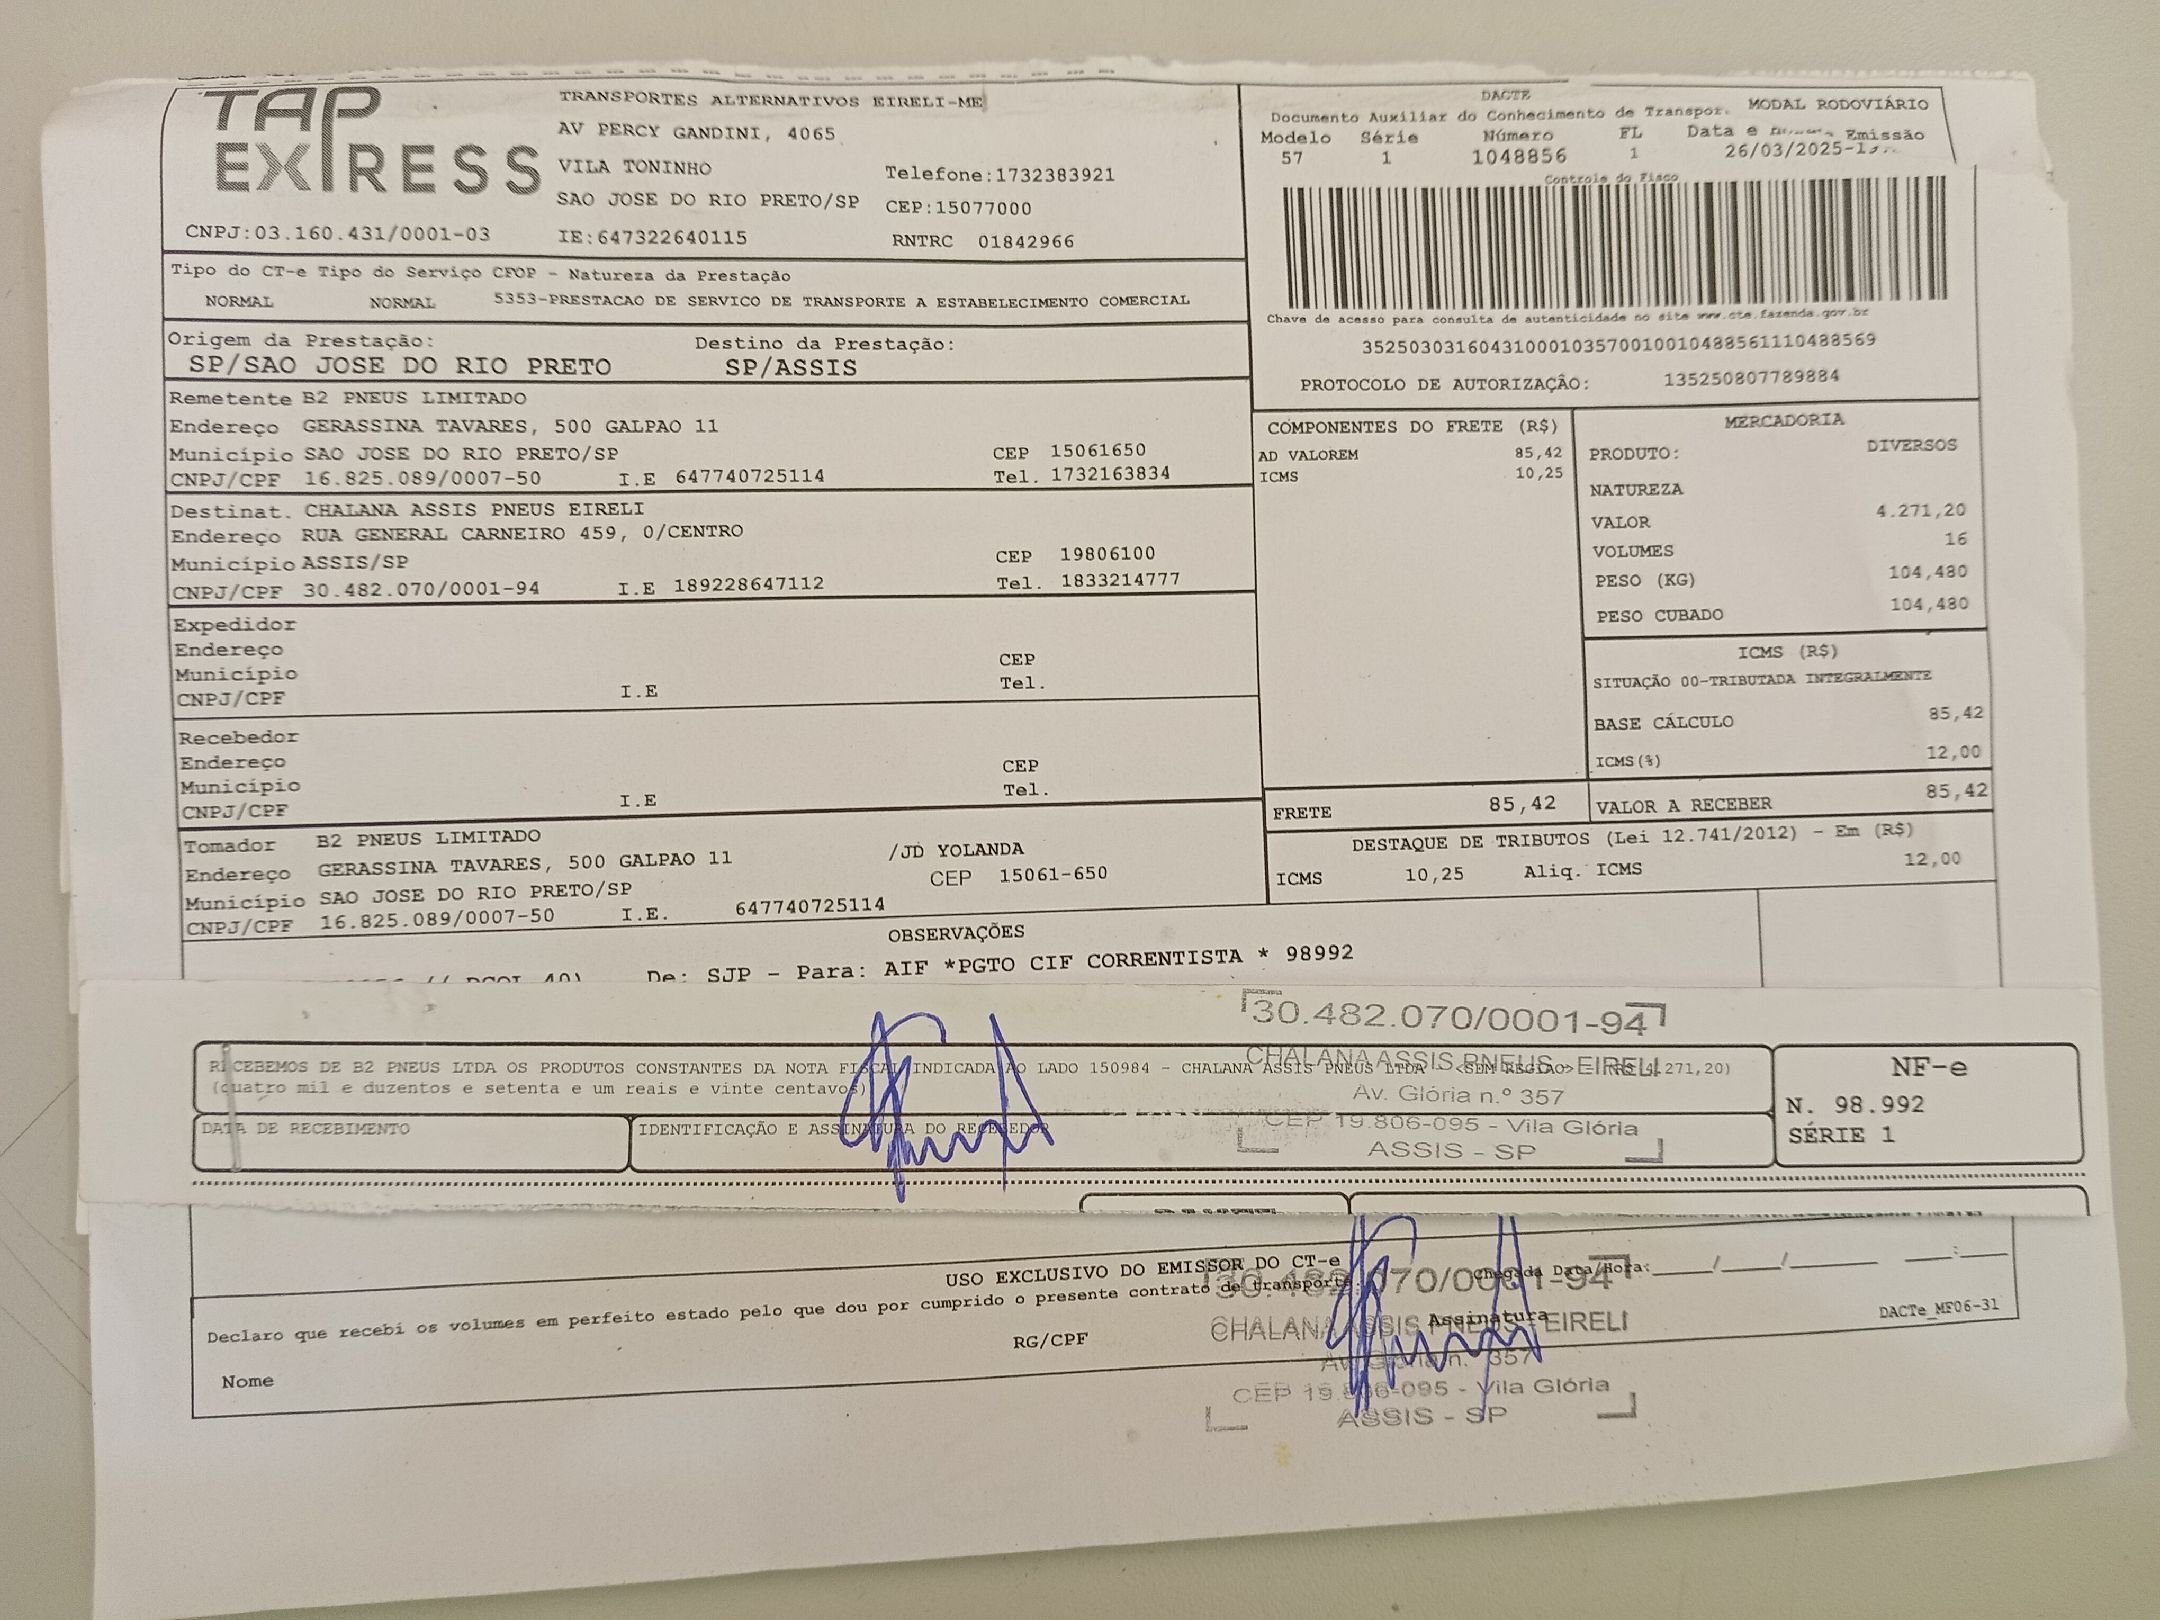 TAP EXPRESS
TRANSPORTES ALTERNATIVOS EIRELI-ME
AV PERCY GANDINI, 4065
VILA TONINHO
Telefone:1732383921
SAO JOSE DO RIO PRETO/SP CEP:15077000
CNPJ:03.160.431/0001-03 IE:647322640115 RNTRC 01842966
DACTE
Documento Auxiliar do Conhecimento de Transpor. MODAL RODOVIÁRIO
Modelo Série Número FL Data e Emissão
57 1 1048856 1 26/03/2025
Controle do Fisco
Chave de acesso para consulta de autenticidade no site www.cte.fazenda.gov.br
35250303160431000103570010010488561110488569
PROTOCOLO DE AUTORIZAÇÃO: 135250807789884
Tipo do CT-e Tipo do Serviço CFOP - Natureza da Prestação
NORMAL NORMAL 5353-PRESTACAO DE SERVICO DE TRANSPORTE A ESTABELECIMENTO COMERCIAL
Origem da Prestação: Destino da Prestação:
SP/SAO JOSE DO RIO PRETO SP/ASSIS
Remetente B2 PNEUS LIMITADO
Endereço GERASSINA TAVARES, 500 GALPAO 11
Município SAO JOSE DO RIO PRETO/SP CEP 15061650
CNPJ/CPF 16.825.089/0007-50 I.E 647740725114 Tel. 1732163834
Destinat. CHALANA ASSIS PNEUS EIRELI
Endereço RUA GENERAL CARNEIRO 459, 0/CENTRO
Município ASSIS/SP CEP 19806100
CNPJ/CPF 30.482.070/0001-94 I.E 189228647112 Tel. 1833214777
Expedidor
Endereço
Município CEP
CNPJ/CPF I.E Tel.
Recebedor
Endereço
Município CEP
CNPJ/CPF I.E Tel.
Tomador B2 PNEUS LIMITADO
Endereço GERASSINA TAVARES, 500 GALPAO 11 /JD YOLANDA
Município SAO JOSE DO RIO PRETO/SP CEP 15061-650
CNPJ/CPF 16.825.089/0007-50 I.E. 647740725114
COMPONENTES DO FRETE (R$)
AD VALOREM 85,42
ICMS 10,25
MERCADORIA
PRODUTO: DIVERSOS
NATUREZA
VALOR 4.271,20
VOLUMES 16
PESO (KG) 104,480
PESO CUBADO 104,480
ICMS (R$)
SITUAÇÃO 00-TRIBUTADA INTEGRALMENTE
BASE CÁLCULO 85,42
ICMS(%) 12,00
FRETE 85,42 VALOR A RECEBER 85,42
DESTAQUE DE TRIBUTOS (Lei 12.741/2012) - Em (R$)
ICMS 10,25 Aliq. ICMS 12,00
OBSERVAÇÕES
De: SJP - Para: AIF *PGTO CIF CORRENTISTA * 98992
30.482.070/0001-94
CHALANA ASSIS PNEUS - EIRELI
Av. Glória n.º 357
CEP 19.806-095 - Vila Glória
ASSIS - SP
RECEBEMOS DE B2 PNEUS LTDA OS PRODUTOS CONSTANTES DA NOTA FISCAL INDICADA AO LADO 150984 - CHALANA ASSIS PNEUS LTDA - <SEM REGIAO> - (R$ 4.271,20)
(quatro mil e duzentos e setenta e um reais e vinte centavos)
DATA DE RECEBIMENTO IDENTIFICAÇÃO E ASSINATURA DO RECEBEDOR
NF-e
N. 98.992
SÉRIE 1
USO EXCLUSIVO DO EMISSOR DO CT-e
Declaro que recebi os volumes em perfeito estado pelo que dou por cumprido o presente contrato de transporte.
Chegada Data/Hora: / / :
Nome RG/CPF Assinatura
DACTe_MF06-31
30.482.070/0001-94
CHALANA ASSIS PNEUS - EIRELI
Av. Glória n.º 357
CEP 19.806-095 - Vila Glória
ASSIS - SP